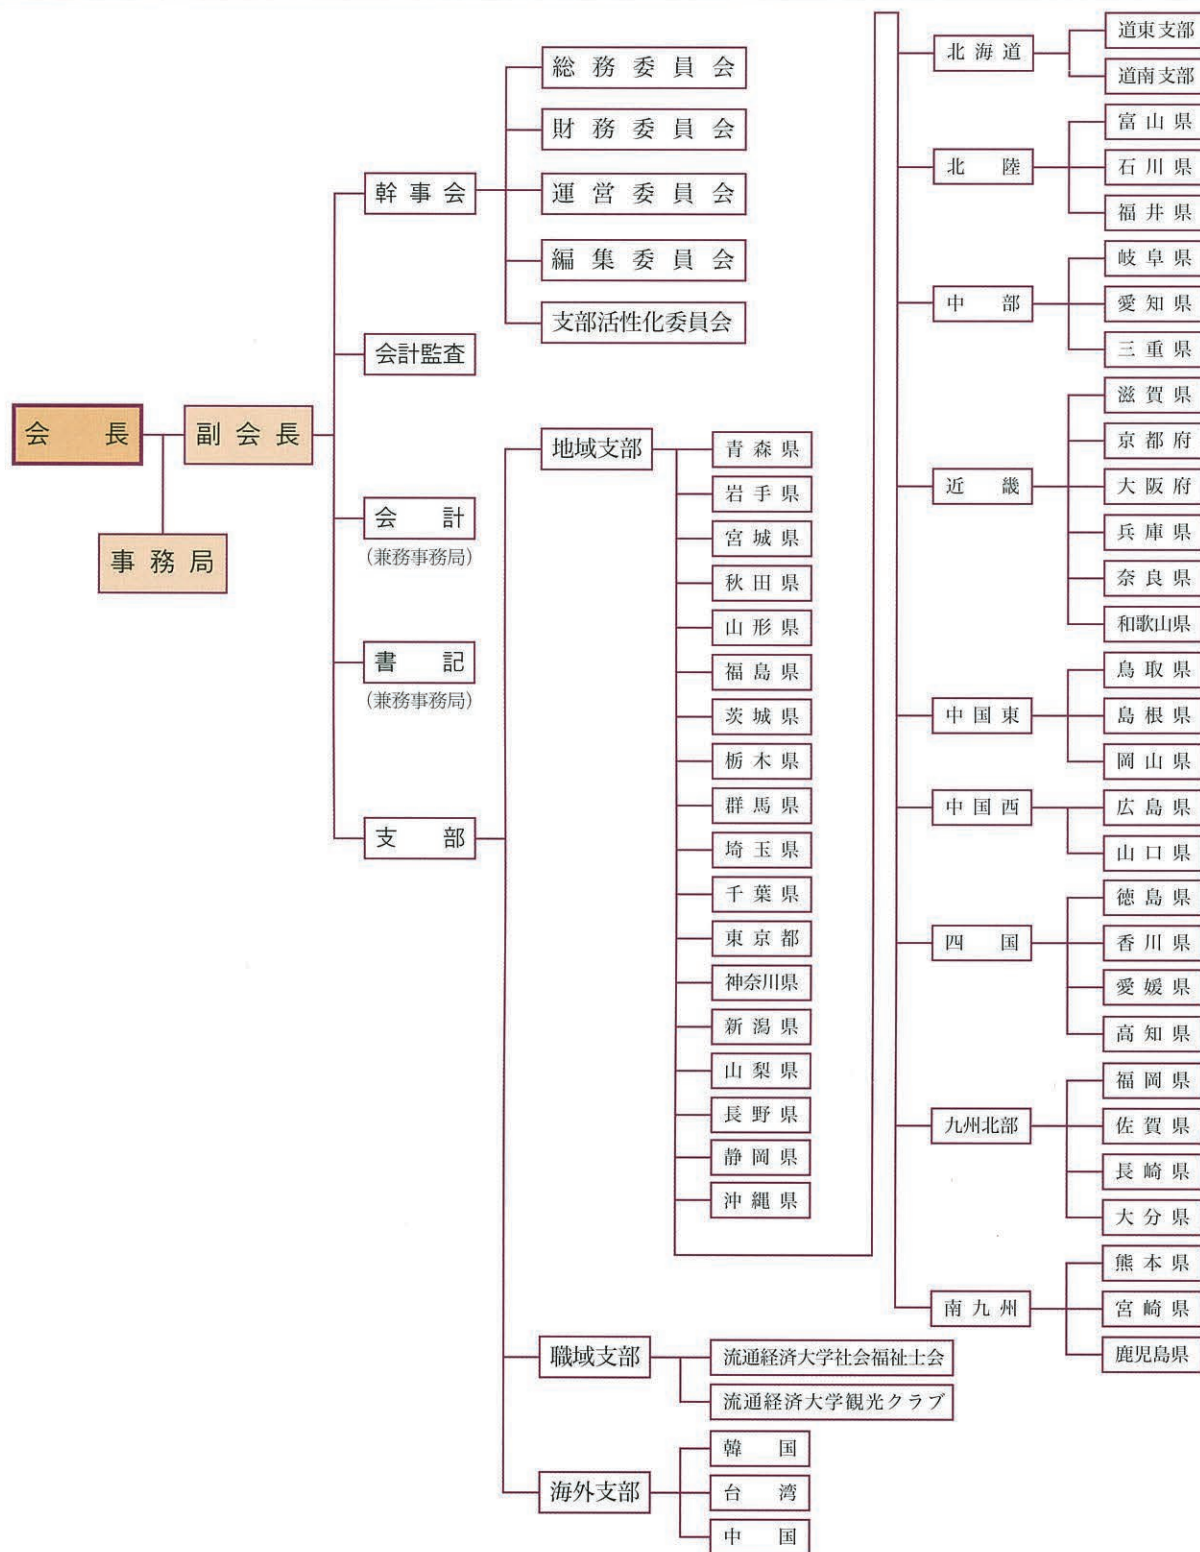 会長
副会長
事務局
幹事会
総務委員会
財務委員会
運営委員会
編集委員会
支部活性化委員会
会計監査
会計
(兼務事務局)
書記
(兼務事務局)
支部
地域支部
青森県
岩手県
宮城県
秋田県
山形県
福島県
茨城県
栃木県
群馬県
埼玉県
千葉県
東京都
神奈川県
新潟県
山梨県
長野県
静岡県
沖縄県
北海道
道東支部
道南支部
北陸
富山県
石川県
福井県
中部
岐阜県
愛知県
三重県
近畿
滋賀県
京都府
大阪府
兵庫県
奈良県
和歌山県
中国東
鳥取県
島根県
岡山県
中国西
広島県
山口県
四国
徳島県
香川県
愛媛県
高知県
九州北部
福岡県
佐賀県
長崎県
大分県
南九州
熊本県
宮崎県
鹿児島県
職域支部
流通経済大学社会福祉士会
流通経済大学観光クラブ
海外支部
韓国
台湾
中国